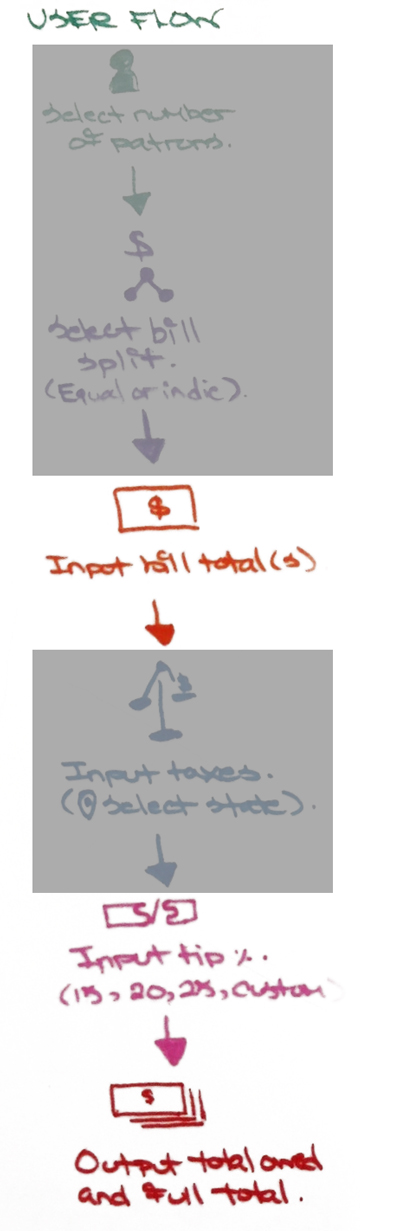 USER FLOW
Select number
of patrons.
$
Select bill
split.
(Equal or indie).
$
Input bill total(s)
$
Input taxes.
(Select state).
Input tip %.
(15, 20, 25, custom)
$
Output total owed
and full total.